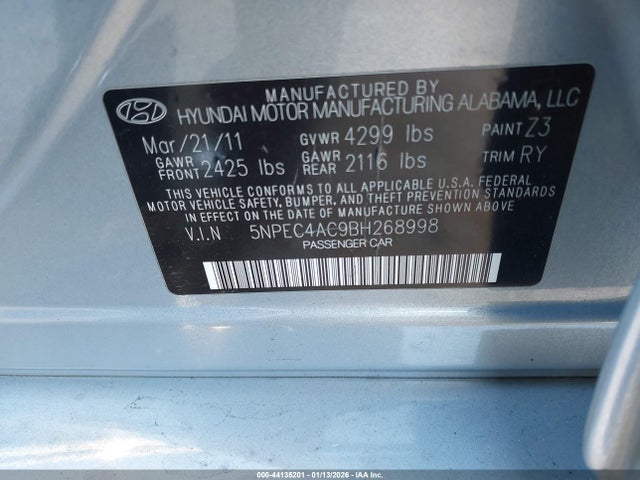 MANUFACTURED BY
HYUNDAI MOTOR MANUFACTURING ALABAMA, LLC
Mar/21/11 GVWR 4299 lbs PAINT Z3
GAWR FRONT 2425 lbs GAWR REAR 2116 lbs TRIM RY
THIS VEHICLE CONFORMS TO ALL APPLICABLE U.S.A. FEDERAL
MOTOR VEHICLE SAFETY, BUMPER, AND THEFT PREVENTION STANDARDS
IN EFFECT ON THE DATE OF MANUFACTURE SHOWN ABOVE.
V.I.N 5NPEC4AC9BH268998
PASSENGER CAR
000-44135201 - 01/13/2026 - IAAI.COM